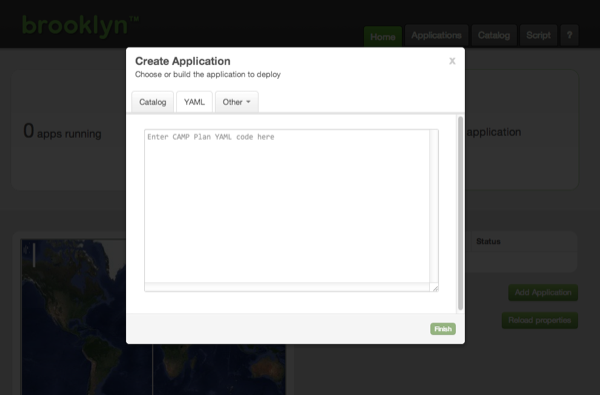 brooklyn™
Home
Applications
Catalog
Script
?
Create Application
x
Choose or build the application to deploy
Catalog
YAML
Other
0 apps running
application
Enter CAMP Plan YAML code here
Status
Add Application
Reload properties
Finish